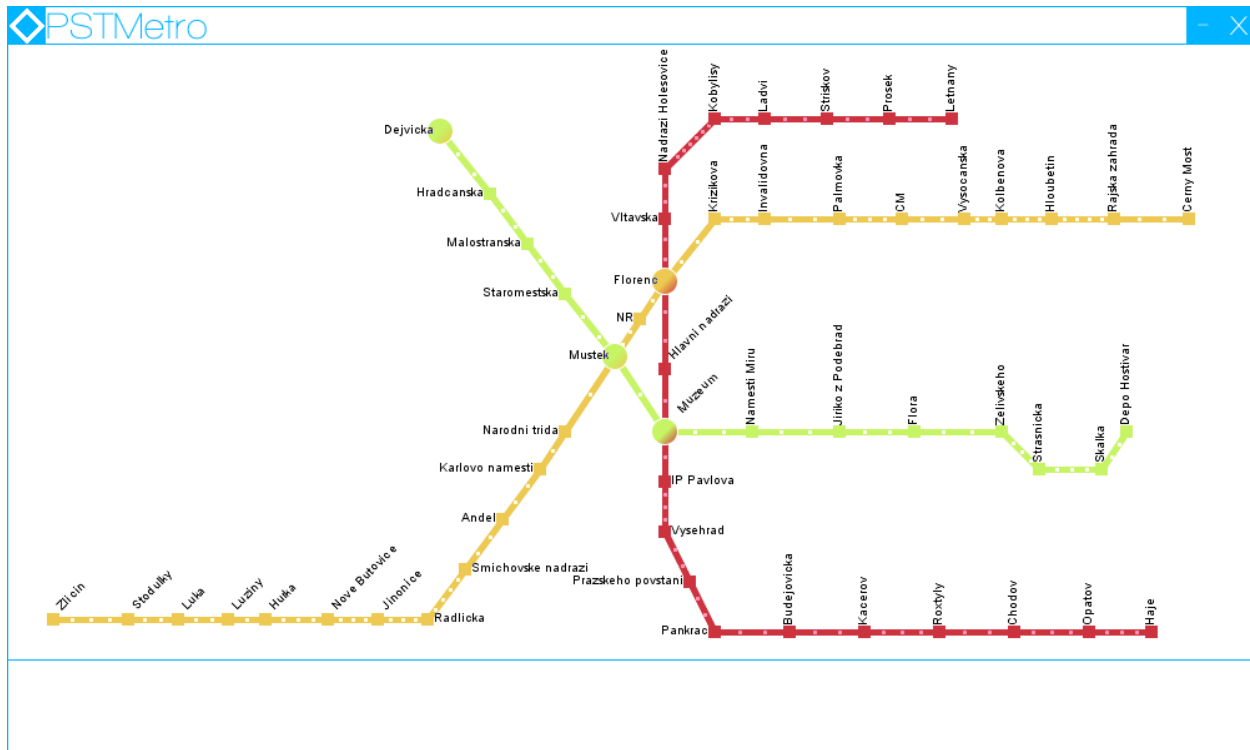 PSTMetro
- X
Nadrazi Holesovice
Kobylisy
Ladvi
Striskov
Prosek
Letnany
Dejvicka
Hradcanska
Malostranska
Staromestska
Mustek
Vltavska
Florenc
NR
Krizikova
Invalidovna
Palmovka
CM
Vysocanska
Kolbenova
Hloubetin
Rajska zahrada
Cerny Most
Hlavni nadrazi
Muzeum
Namesti Miru
Jiriko z Podebrad
Flora
Zelivskeho
Strasnicka
Skalka
Depo Hostivar
Narodni trida
Karlovo namesti
Andel
Smichovske nadrazi
Radlicka
Jinonice
Nove Butovice
Hurka
Luziny
Luka
Stodulky
Zlicin
IP Pavlova
Vysehrad
Prazskeho povstani
Pankrac
Budejovicka
Kacerov
Roxtyly
Chodov
Opatov
Haje